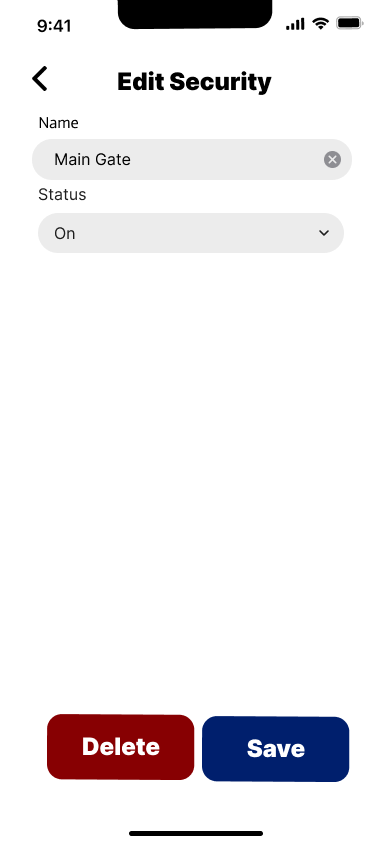 9:41
Edit Security
Name
Main Gate
Status
On
Delete
Save